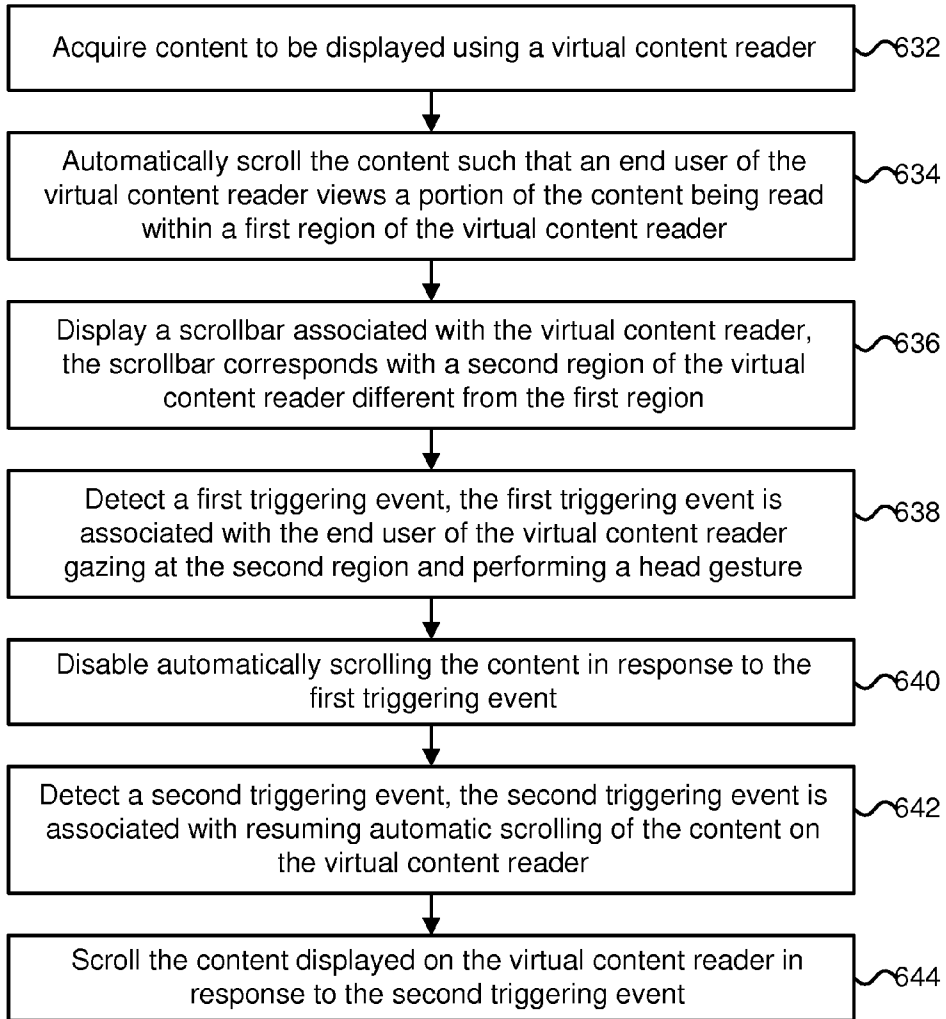 Acquire content to be displayed using a virtual content reader
632
Automatically scroll the content such that an end user of the
virtual content reader views a portion of the content being read
within a first region of the virtual content reader
634
Display a scrollbar associated with the virtual content reader,
the scrollbar corresponds with a second region of the virtual
content reader different from the first region
636
Detect a first triggering event, the first triggering event is
associated with the end user of the virtual content reader
gazing at the second region and performing a head gesture
638
Disable automatically scrolling the content in response to the
first triggering event
640
Detect a second triggering event, the second triggering event is
associated with resuming automatic scrolling of the content on
the virtual content reader
642
Scroll the content displayed on the virtual content reader in
response to the second triggering event
644